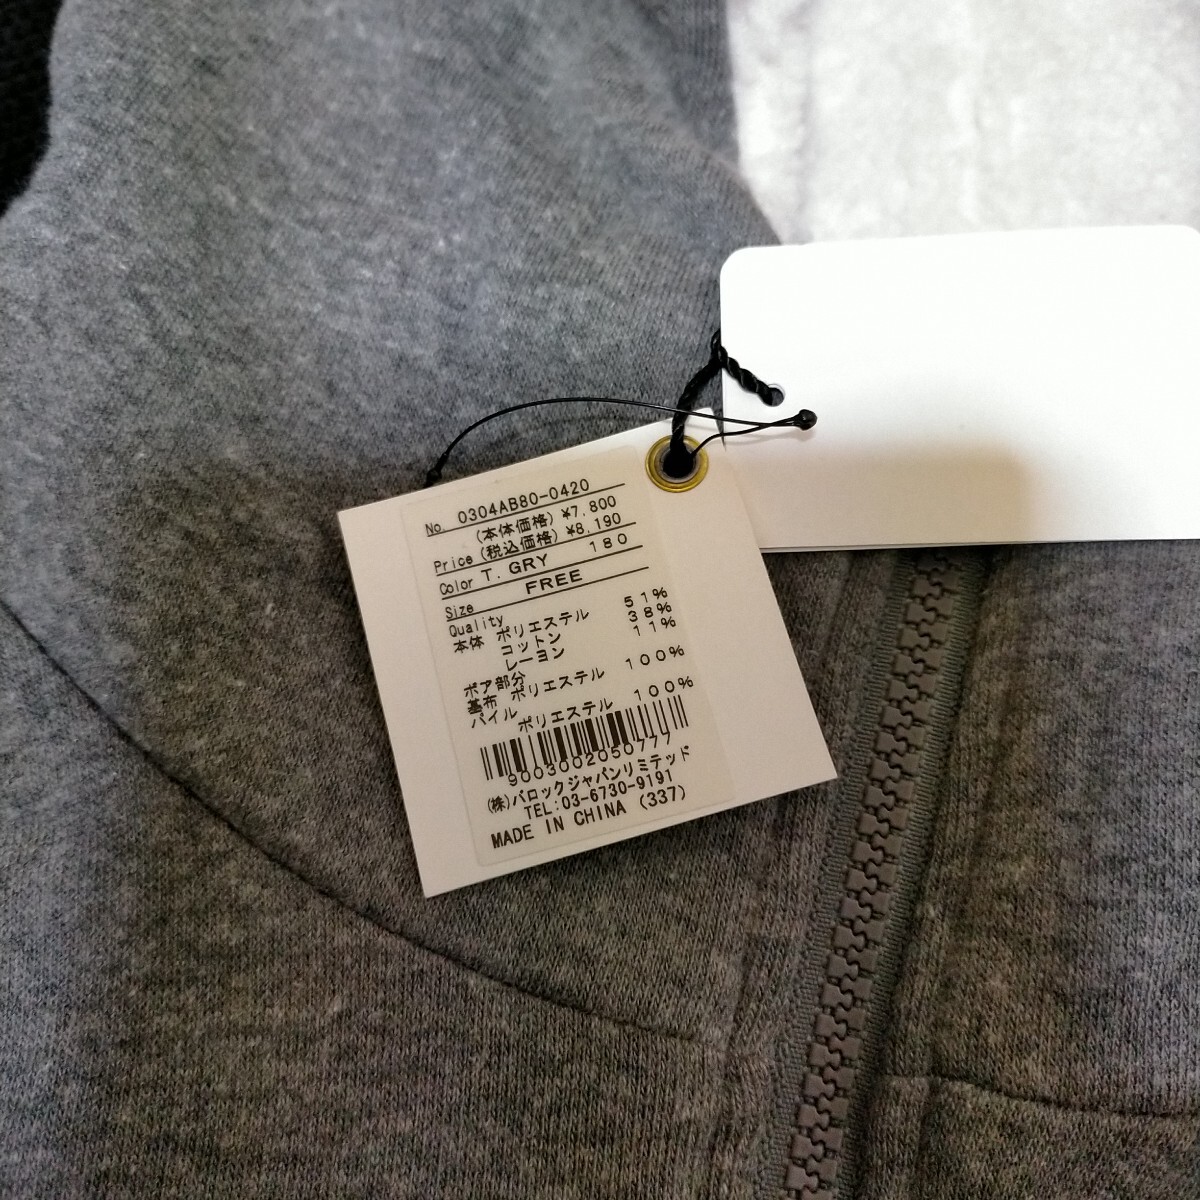 No. 0304AB80-0420
(本体価格) ¥7,800
Price (税込価格) ¥8,190
Color T. GRY 180
Size FREE
Quality
本体 ポリエステル 51%
コットン 38%
レーヨン 11%
ボア部分
基布 ポリエステル 100%
パイル
ポリエステル 100%
9003002050777
(株)バロックジャパンリミテッド
TEL:03-6730-9191
MADE IN CHINA (337)